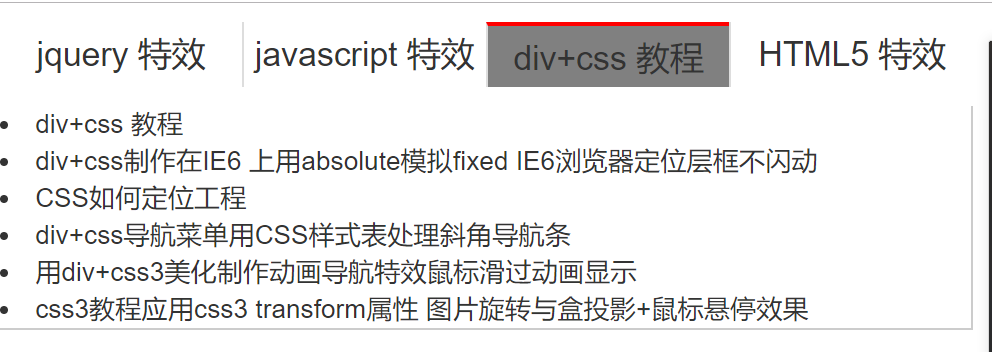 jquery 特效 javascript 特效 div+css 教程 HTML5 特效
div+css 教程
div+css制作在IE6 上用absolute模拟fixed IE6浏览器定位层框不闪动
CSS如何定位工程
div+css导航菜单用CSS样式表处理斜角导航条
用div+css3美化制作动画导航特效鼠标滑过动画显示
css3教程应用css3 transform属性 图片旋转与盒投影+鼠标悬停效果